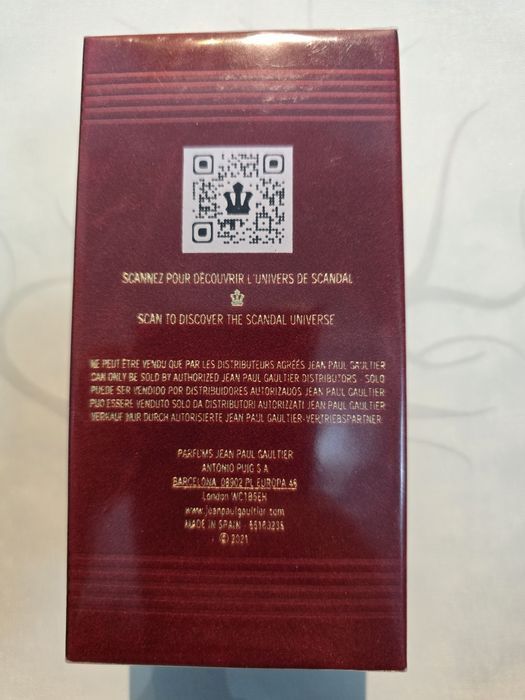 SCANNEZ POUR DÉCOUVRIR L'UNIVERS DE SCANDAL
SCAN TO DISCOVER THE SCANDAL UNIVERSE
NE PEUT ÊTRE VENDU QUE PAR LES DISTRIBUTEURS AGRÉÉS JEAN PAUL GAULTIER
CAN ONLY BE SOLD BY AUTHORIZED JEAN PAUL GAULTIER DISTRIBUTORS - SOLO
PUEDE SER VENDIDO POR DISTRIBUIDORES AUTORIZADOS JEAN PAUL GAULTIER
PUO ESSERE VENDUTO SOLO DA DISTRIBUTORI AUTORIZZATI JEAN PAUL GAULTIER
VERKAUF NUR DURCH AUTORISIERTE JEAN PAUL GAULTIER-VERTRIEBSPARTNER
PARFUMS JEAN PAUL GAULTIER
ANTONIO PUIG S A
BARCELONA, 08902 PL EUROPA 46
London WC1B5EH
www.jeanpaulgaultier.com
MADE IN SPAIN -
© 2021